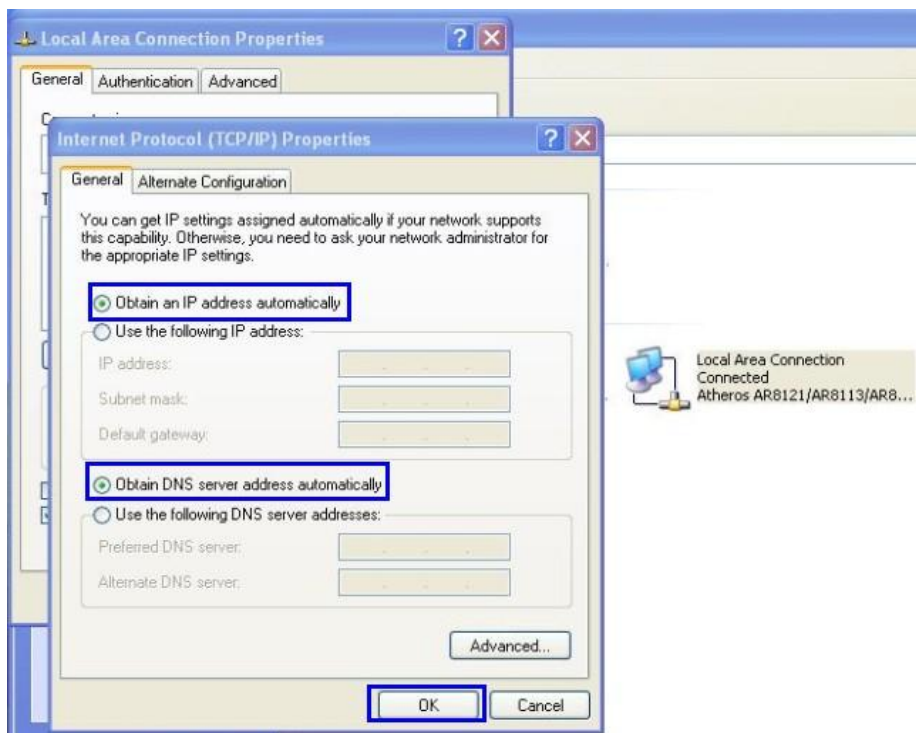 Local Area Connection Properties
General Authentication Advanced
Internet Protocol (TCP/IP) Properties
General Alternate Configuration
You can get IP settings assigned automatically if your network supports
this capability. Otherwise, you need to ask your network administrator for
the appropriate IP settings.
Obtain an IP address automatically
Use the following IP address:
IP address:
Subnet mask:
Default gateway:
Obtain DNS server address automatically
Use the following DNS server addresses:
Preferred DNS server:
Alternate DNS server:
Advanced...
OK Cancel
Local Area Connection
Connected
Atheros AR8121/AR8113/AR8...